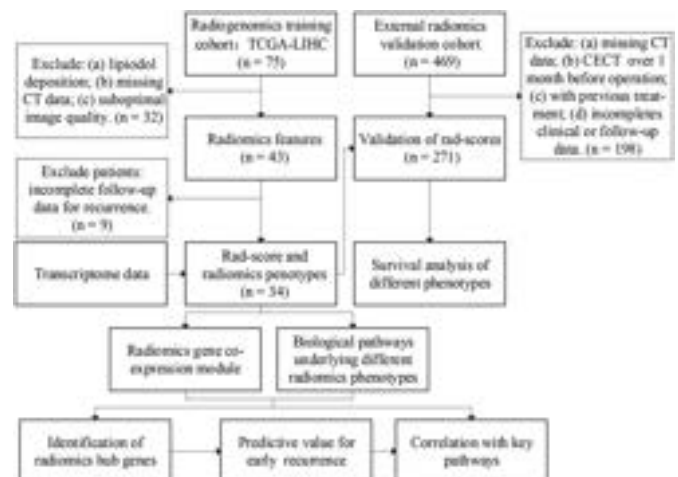 Radiogenomics training
cohort: TCGA-LIHC
(n = 75)
External radiomics
validation cohort
(n = 469)
Exclude: (a) lipiodol
deposition; (b) missing
CT data; (c) suboptimal
image quality. (n = 32)
Exclude: (a) missing CT
data; (b) CECT over 1
month before operation;
(c) with previous treat-
ment; (d) incompletes
clinical or follow-up
data. (n = 198)
Radiomics features
(n = 43)
Validation of rad-scores
(n = 271)
Exclude patients:
incomplete follow-up
data for recurrence.
(n = 9)
Transcriptome data
Rad-score and
radiomics penotypes
(n = 34)
Survival analysis of
different phenotypes
Radiomics gene co-
expression module
Biological pathways
underlying different
radiomics phenotypes
Identification of
radiomics hub genes
Predictive value for
early recurrence
Correlation with key
pathways